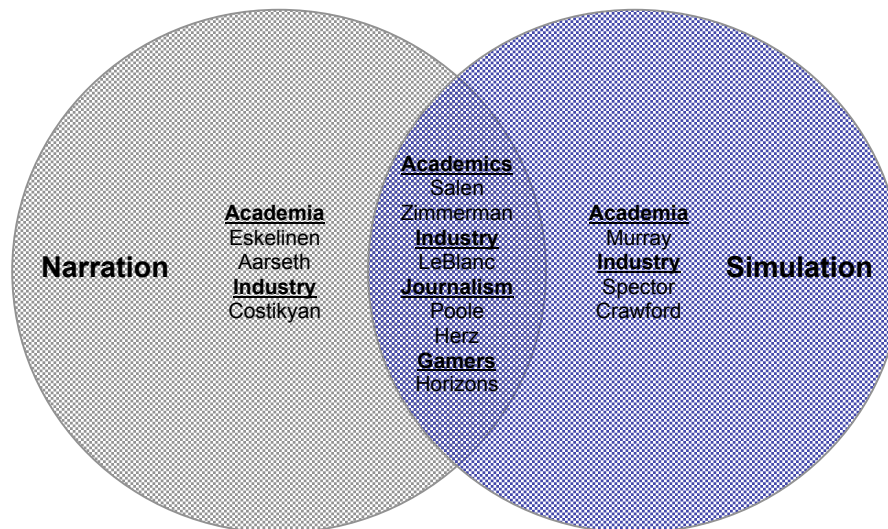 Narration
Academia
Eskelinen
Aarseth
Industry
Costikyan
Academics
Salen
Zimmerman
Industry
LeBlanc
Journalism
Poole
Herz
Gamers
Horizons
Academia
Murray
Industry
Spector
Crawford
Simulation